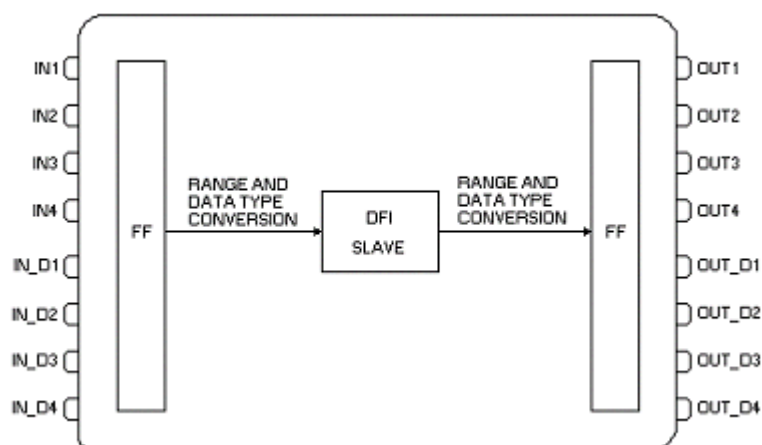 IN1
IN2
IN3
IN4
IN_D1
IN_D2
IN_D3
IN_D4
FF
RANGE AND
DATA TYPE
CONVERSION
DFI
SLAVE
RANGE AND
DATA TYPE
CONVERSION
FF
OUT1
OUT2
OUT3
OUT4
OUT_D1
OUT_D2
OUT_D3
OUT_D4